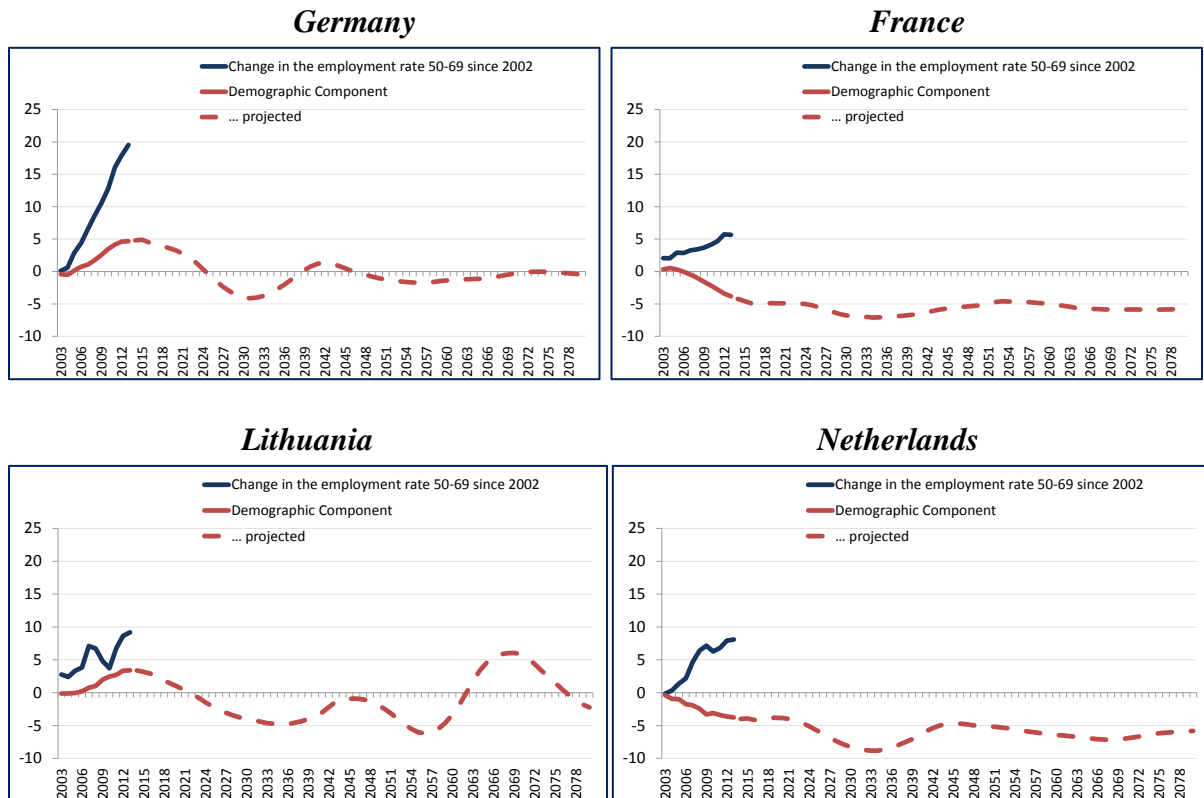 Germany
Change in the employment rate 50-69 since 2002
Demographic Component
... projected
25
20
15
10
5
0
-5
-10
2003 2006 2009 2012 2015 2018 2021 2024 2027 2030 2033 2036 2039 2042 2045 2048 2051 2054 2057 2060 2063 2066 2069 2072 2075 2078
France
Change in the employment rate 50-69 since 2002
Demographic Component
... projected
25
20
15
10
5
0
-5
-10
2003 2006 2009 2012 2015 2018 2021 2024 2027 2030 2033 2036 2039 2042 2045 2048 2051 2054 2057 2060 2063 2066 2069 2072 2075 2078
Lithuania
Change in the employment rate 50-69 since 2002
Demographic Component
... projected
25
20
15
10
5
0
-5
-10
2003 2006 2009 2012 2015 2018 2021 2024 2027 2030 2033 2036 2039 2042 2045 2048 2051 2054 2057 2060 2063 2066 2069 2072 2075 2078
Netherlands
Change in the employment rate 50-69 since 2002
Demographic Component
... projected
25
20
15
10
5
0
-5
-10
2003 2006 2009 2012 2015 2018 2021 2024 2027 2030 2033 2036 2039 2042 2045 2048 2051 2054 2057 2060 2063 2066 2069 2072 2075 2078